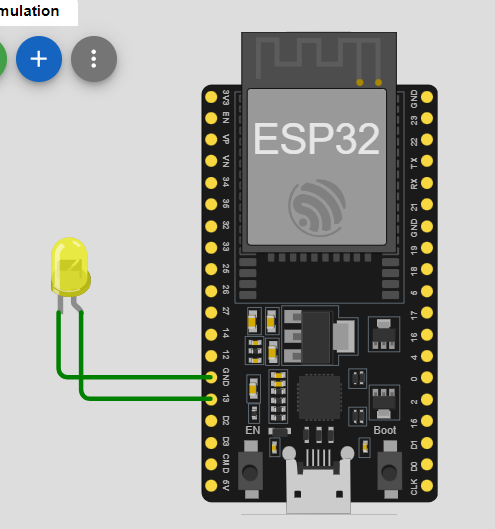 mulation
ESP32
3V3
EN
VP
VN
34
35
32
33
25
26
27
14
12
GND
13
D2
D3
CMD
5V
GND
23
22
TX
RX
21
GND
19
18
5
17
16
4
0
2
15
D1
D0
CLK
EN
Boot